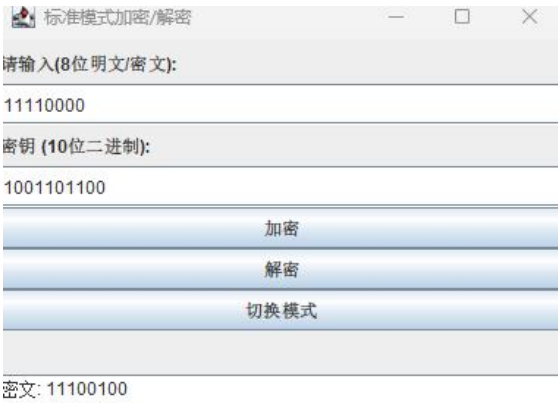 标准模式加密/解密
请输入(8位明文/密文):
11110000
密钥 (10位二进制):
1001101100
加密
解密
切换模式
密文: 11100100